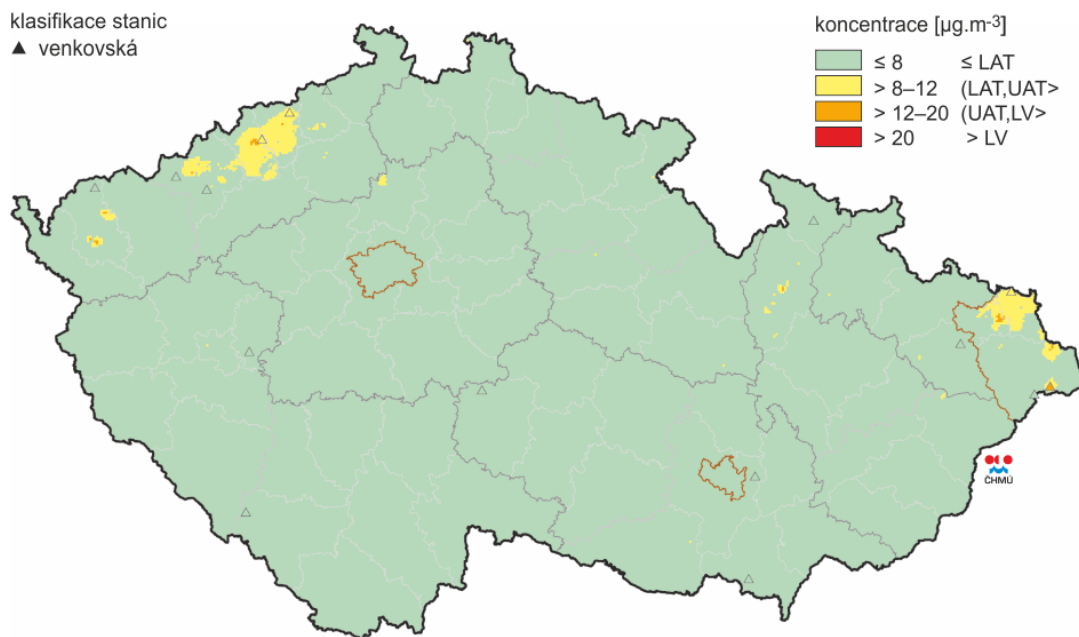 klasifikace stanic
▲ venkovská
koncentrace [µg.m-3]
≤ 8 ≤ LAT
> 8–12 (LAT,UAT>
> 12–20 (UAT,LV>
> 20 > LV
ČHMÚ